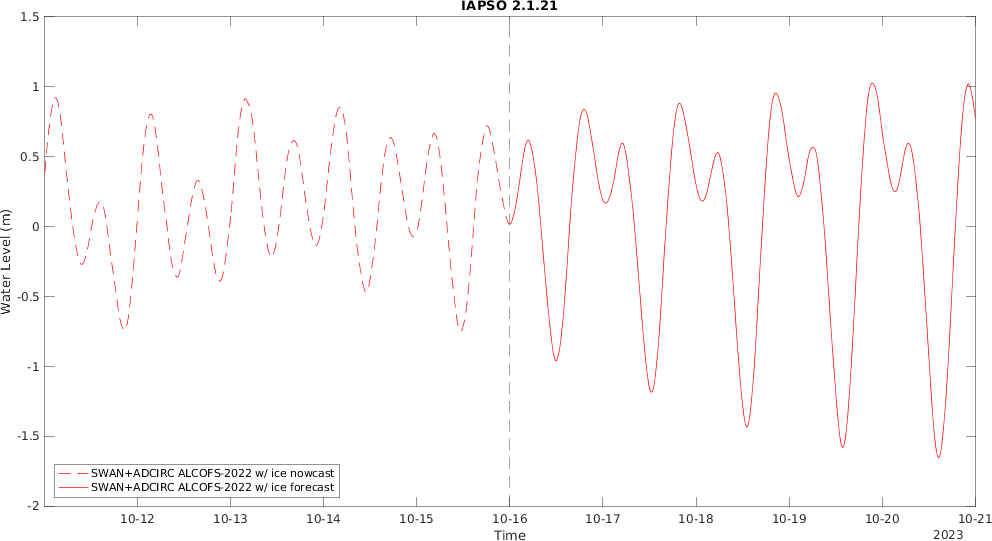 IAPSO 2.1.21
1.5
1
0.5
0
-0.5
-1
-1.5
-2
Water Level (m)
SWAN+ADCIRC ALCOFS-2022 w/ ice nowcast
SWAN+ADCIRC ALCOFS-2022 w/ ice forecast
10-12 10-13 10-14 10-15 10-16 10-17 10-18 10-19 10-20 10-21
Time
2023